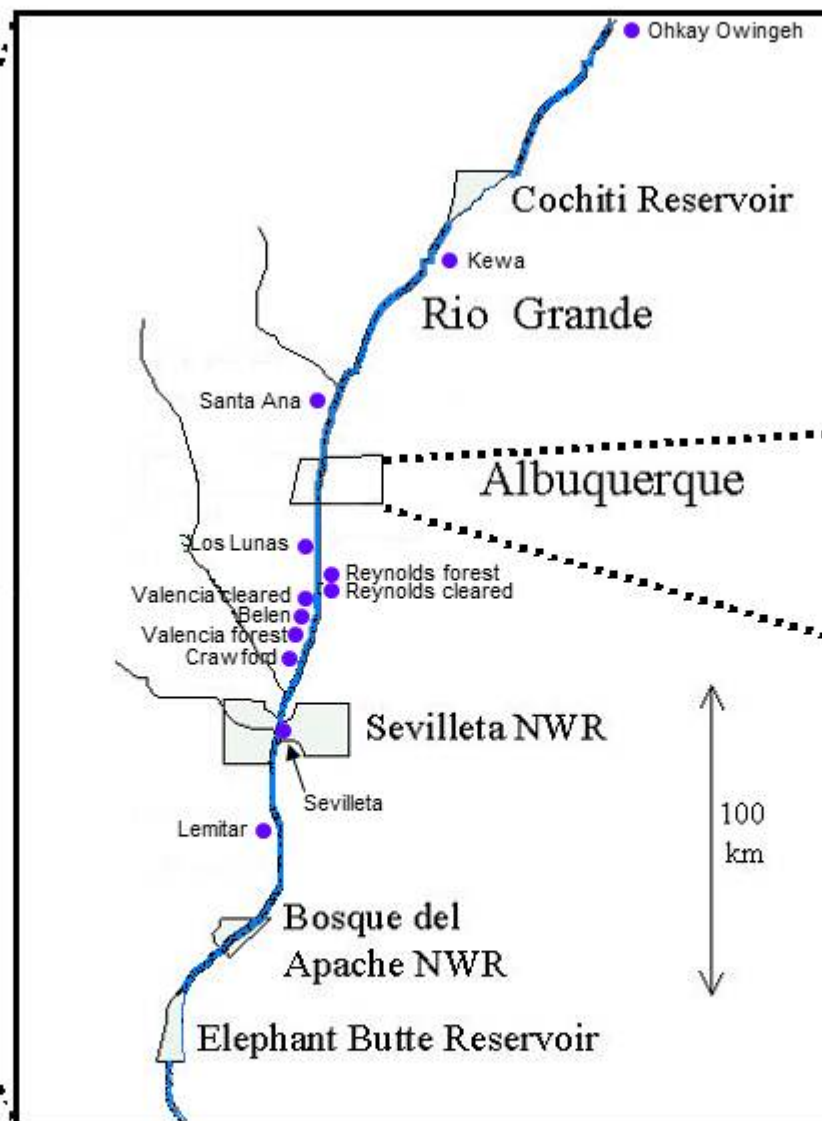 Ohkay Owingeh
Cochiti Reservoir
Kewa
Rio Grande
Santa Ana
Albuquerque
Los Lunas
Reynolds forest
Reynolds cleared
Valencia cleared
Belen
Valencia forest
Crawford
Sevilleta NWR
Sevilleta
100
km
Lemitar
Bosque del
Apache NWR
Elephant Butte Reservoir